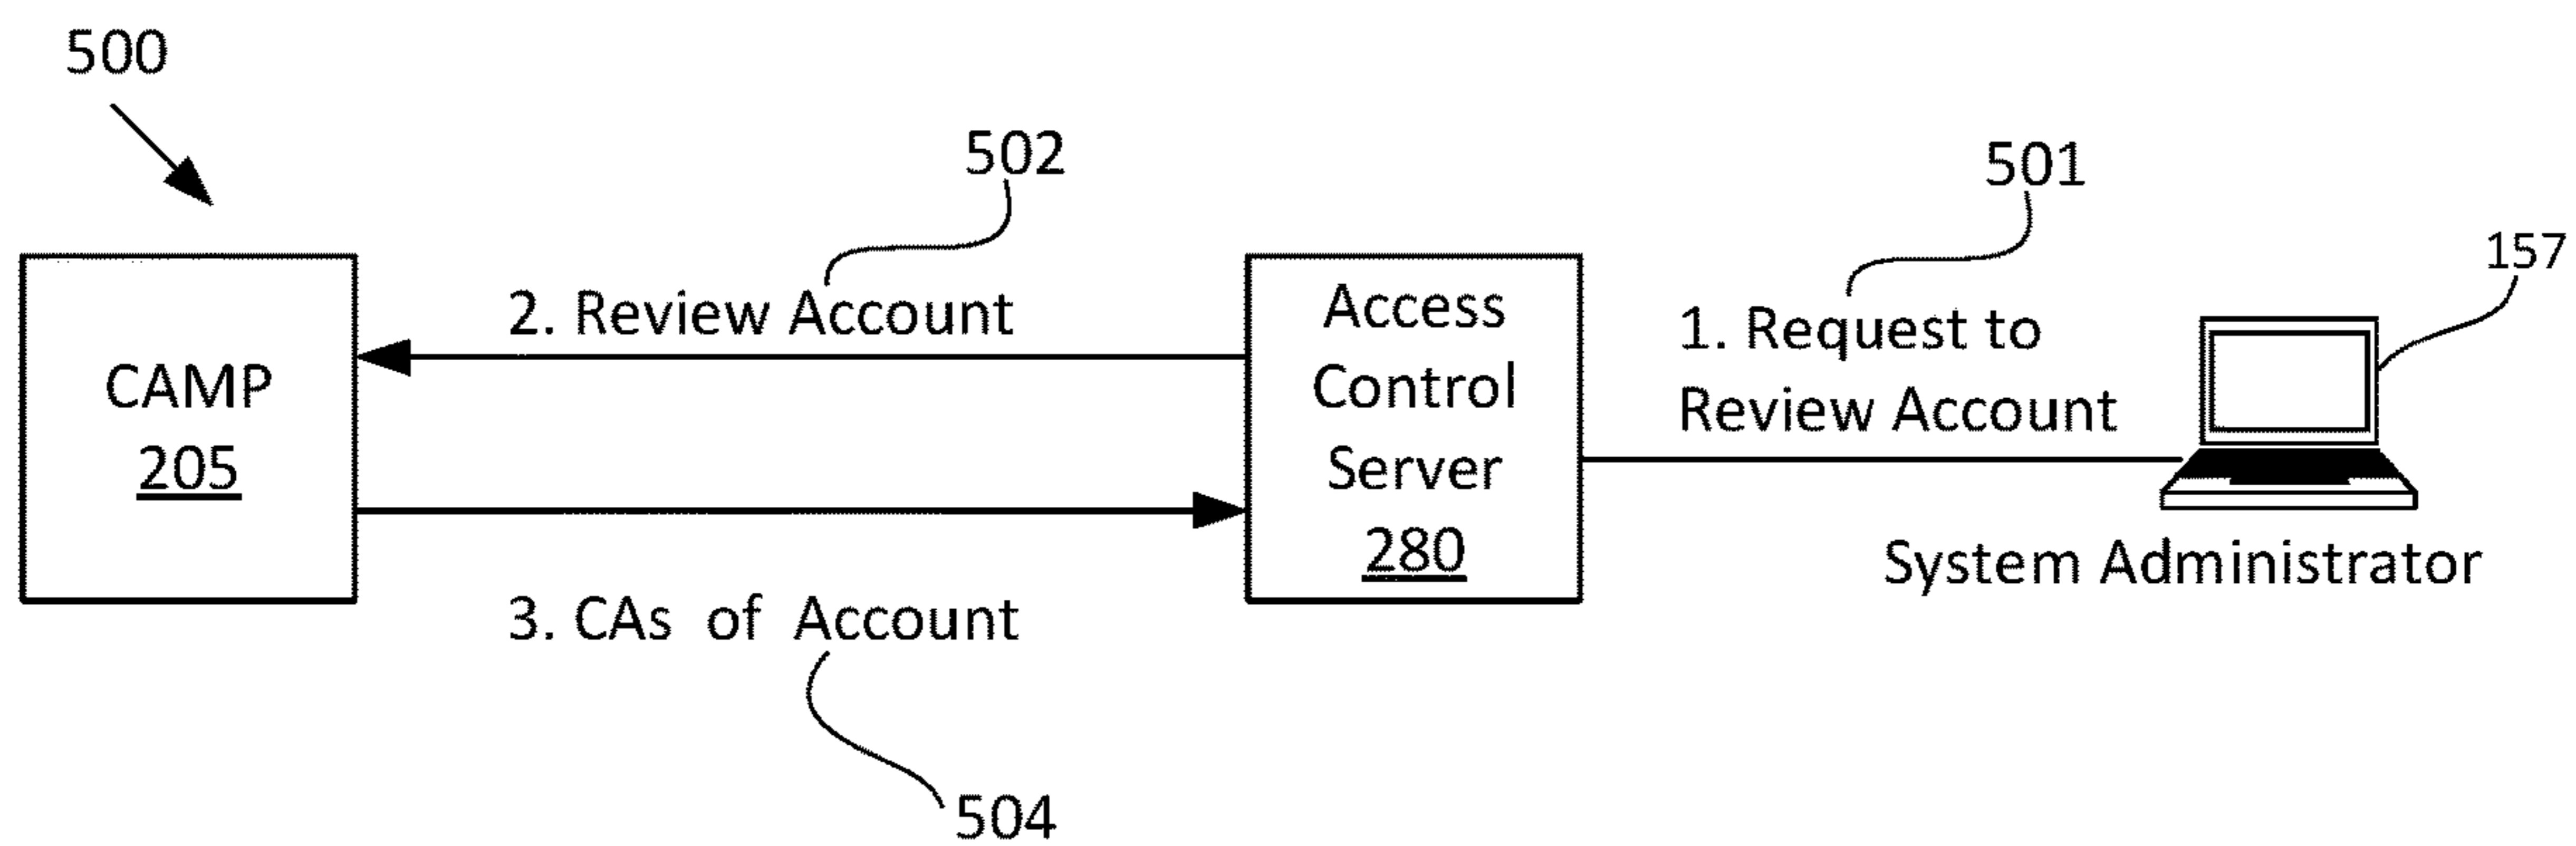 500
502
501
157
2. Review Account
Access
Control
Server
280
1. Request to
Review Account
CAMP
205
System Administrator
3. CAs of Account
504